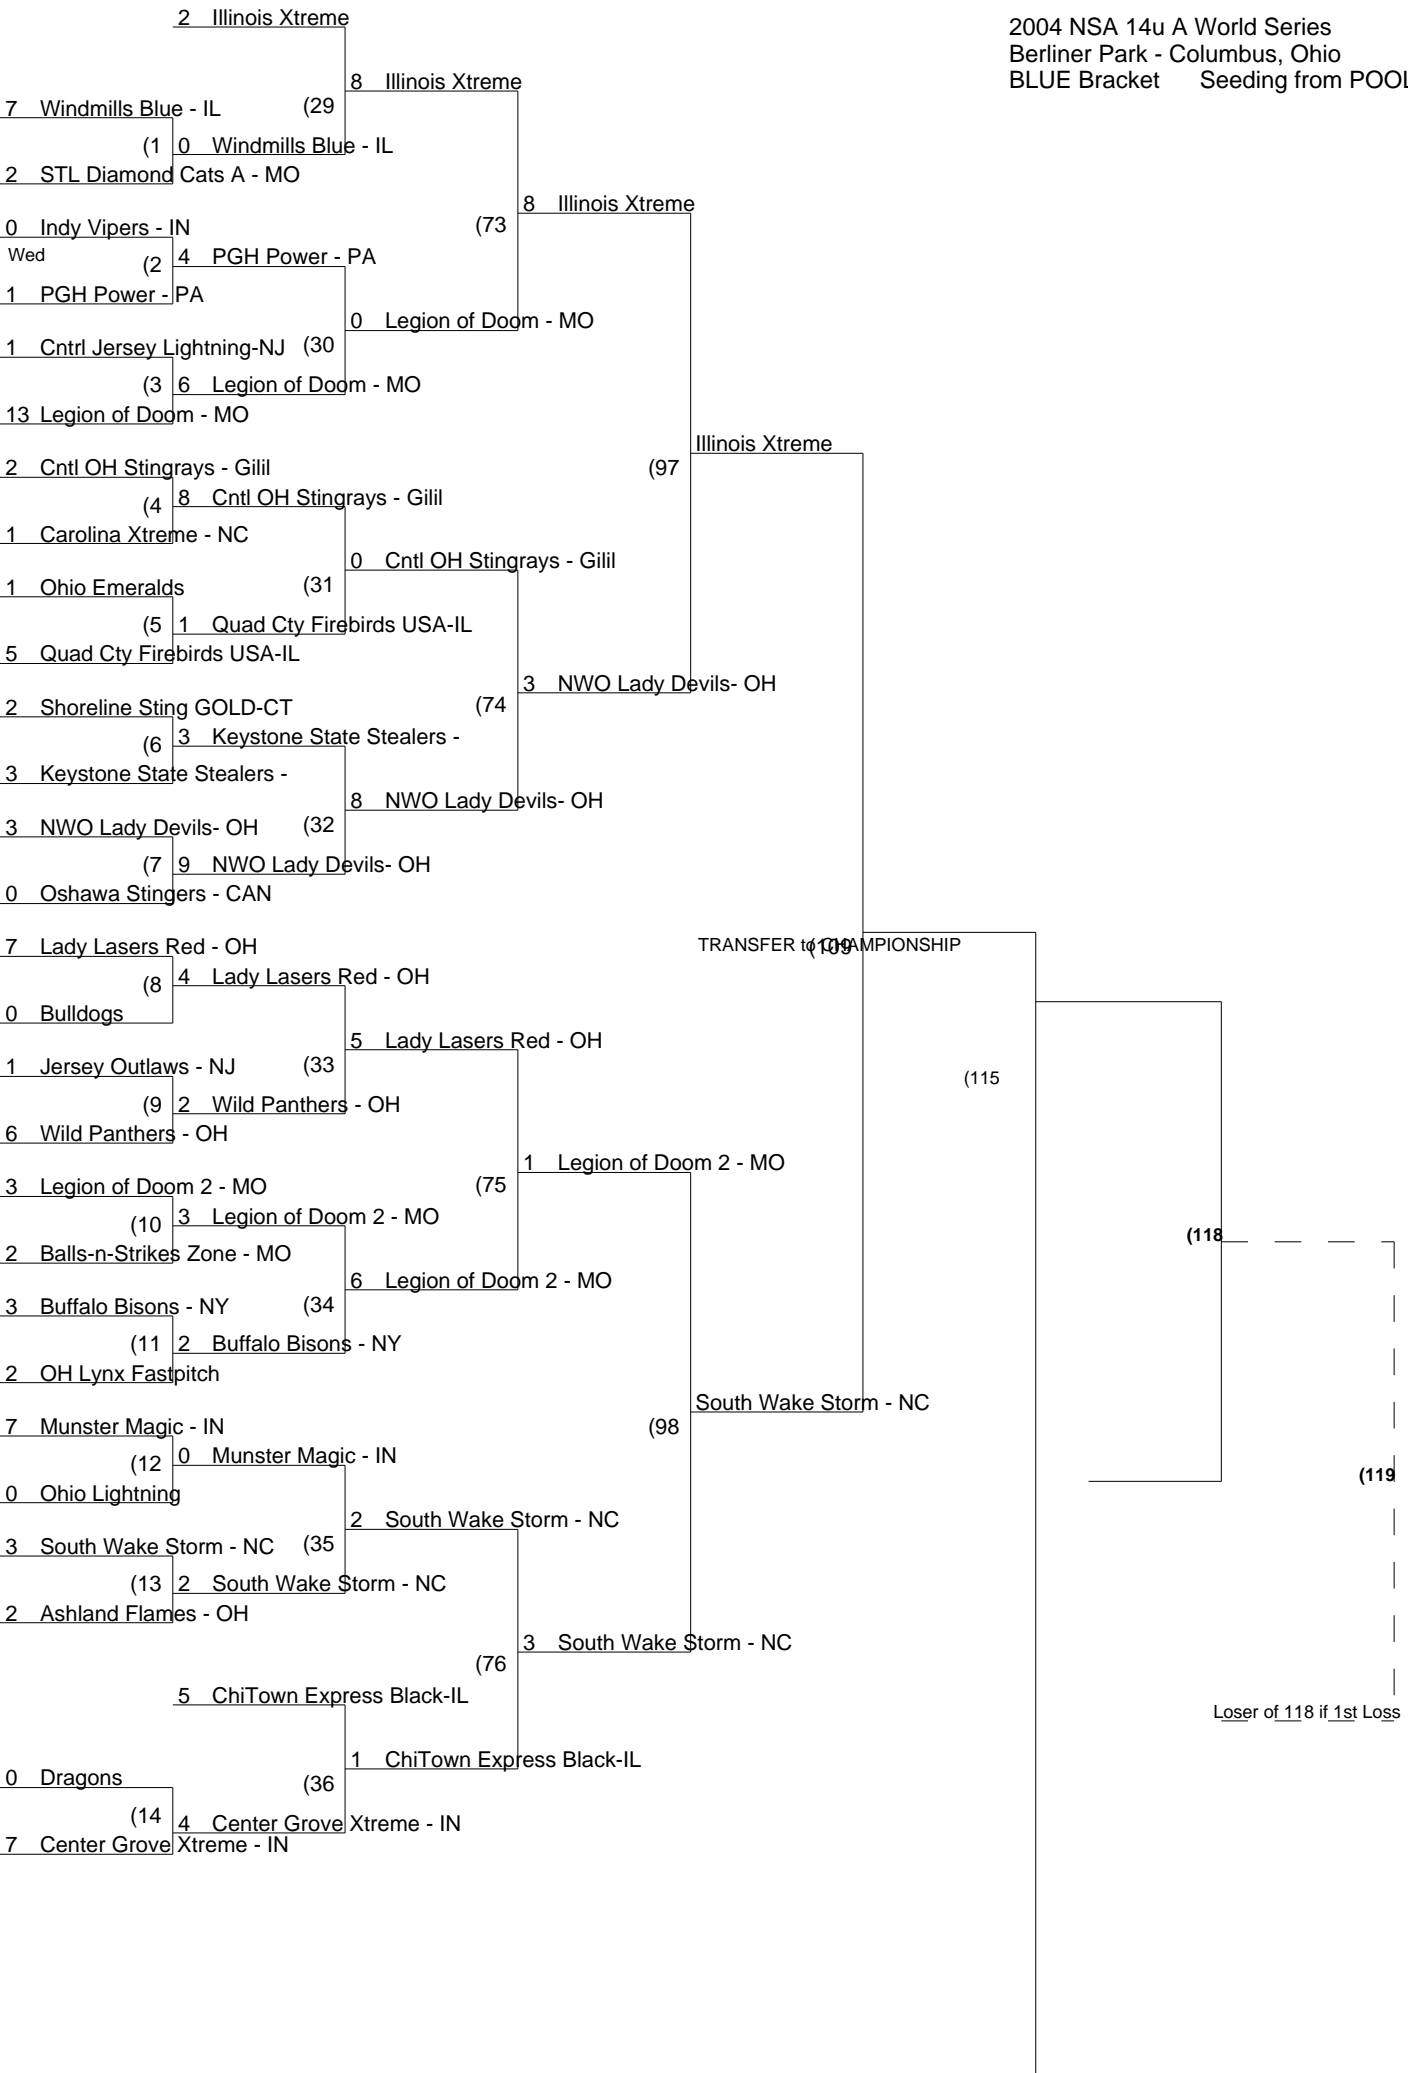 2 Illinois Xtreme
2004 NSA 14u A World Series
Berliner Park - Columbus, Ohio
BLUE Bracket Seeding from POOL
8 Illinois Xtreme
7 Windmills Blue - IL
(29
(1
0 Windmills Blue - IL
2 STL Diamond Cats A - MO
8 Illinois Xtreme
0 Indy Vipers - IN
(73
Wed
(2
4 PGH Power - PA
1 PGH Power - PA
0 Legion of Doom - MO
1 Cntrl Jersey Lightning-NJ
(30
(3
6 Legion of Doom - MO
13 Legion of Doom - MO
Illinois Xtreme
2 Cntl OH Stingrays - Gilil
(97
(4
8 Cntl OH Stingrays - Gilil
1 Carolina Xtreme - NC
0 Cntl OH Stingrays - Gilil
1 Ohio Emeralds
(31
(5
1 Quad Cty Firebirds USA-IL
5 Quad Cty Firebirds USA-IL
3 NWO Lady Devils- OH
2 Shoreline Sting GOLD-CT
(74
(6
3 Keystone State Stealers -
3 Keystone State Stealers -
8 NWO Lady Devils- OH
3 NWO Lady Devils- OH
(32
(7
9 NWO Lady Devils- OH
0 Oshawa Stingers - CAN
7 Lady Lasers Red - OH
TRANSFER to CHAMPIONSHIP
(109
(8
4 Lady Lasers Red - OH
0 Bulldogs
5 Lady Lasers Red - OH
1 Jersey Outlaws - NJ
(33
(115
(9
2 Wild Panthers - OH
6 Wild Panthers - OH
1 Legion of Doom 2 - MO
3 Legion of Doom 2 - MO
(75
(10
3 Legion of Doom 2 - MO
(118
2 Balls-n-Strikes Zone - MO
6 Legion of Doom 2 - MO
3 Buffalo Bisons - NY
(34
(11
2 Buffalo Bisons - NY
2 OH Lynx Fastpitch
South Wake Storm - NC
7 Munster Magic - IN
(98
(12
0 Munster Magic - IN
(119
0 Ohio Lightning
2 South Wake Storm - NC
3 South Wake Storm - NC
(35
(13
2 South Wake Storm - NC
2 Ashland Flames - OH
3 South Wake Storm - NC
(76
5 ChiTown Express Black-IL
Loser of 118 if 1st Loss
1 ChiTown Express Black-IL
0 Dragons
(36
(14
4 Center Grove Xtreme - IN
7 Center Grove Xtreme - IN